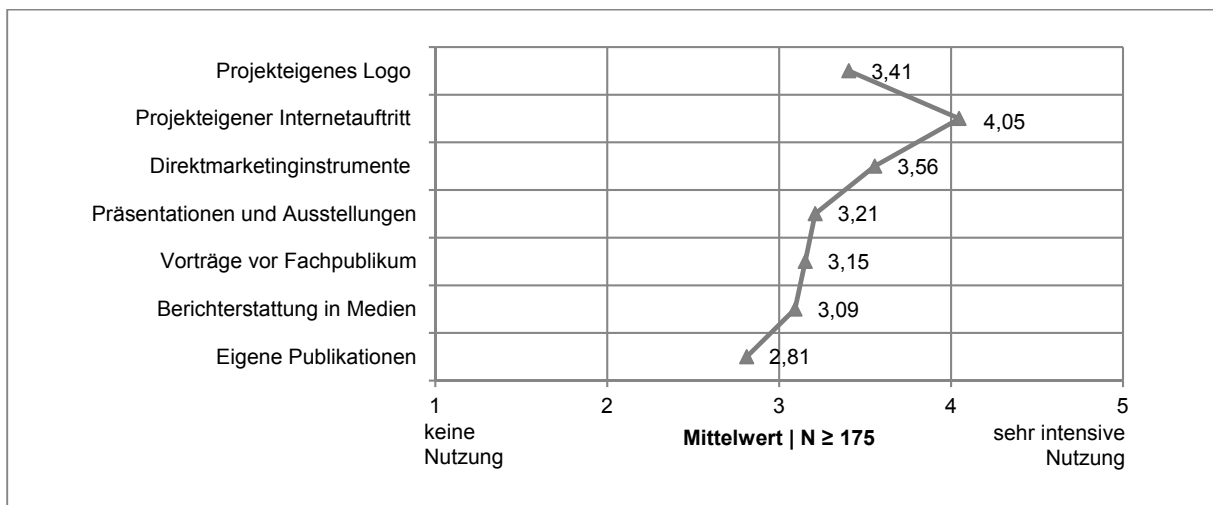 Projekteigenes Logo
3,41
Projekteigener Internetauftritt
4,05
Direktmarketinginstrumente
3,56
Präsentationen und Ausstellungen
3,21
Vorträge vor Fachpublikum
3,15
Berichterstattung in Medien
3,09
Eigene Publikationen
2,81
1 2 3 4 5
keine
Nutzung
Mittelwert | N ≥ 175
sehr intensive
Nutzung